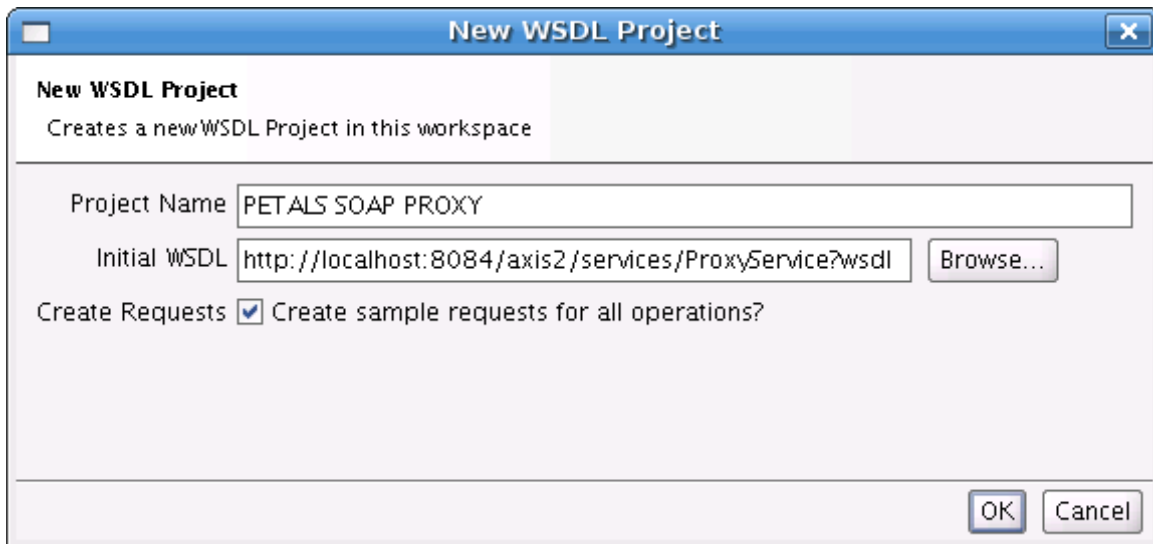 New WSDL Project
New WSDL Project
Creates a new WSDL Project in this workspace
Project Name PETALS SOAP PROXY
Initial WSDL http://localhost:8084/axis2/services/ProxyService?wsdl Browse...
Create Requests Create sample requests for all operations?
OK Cancel